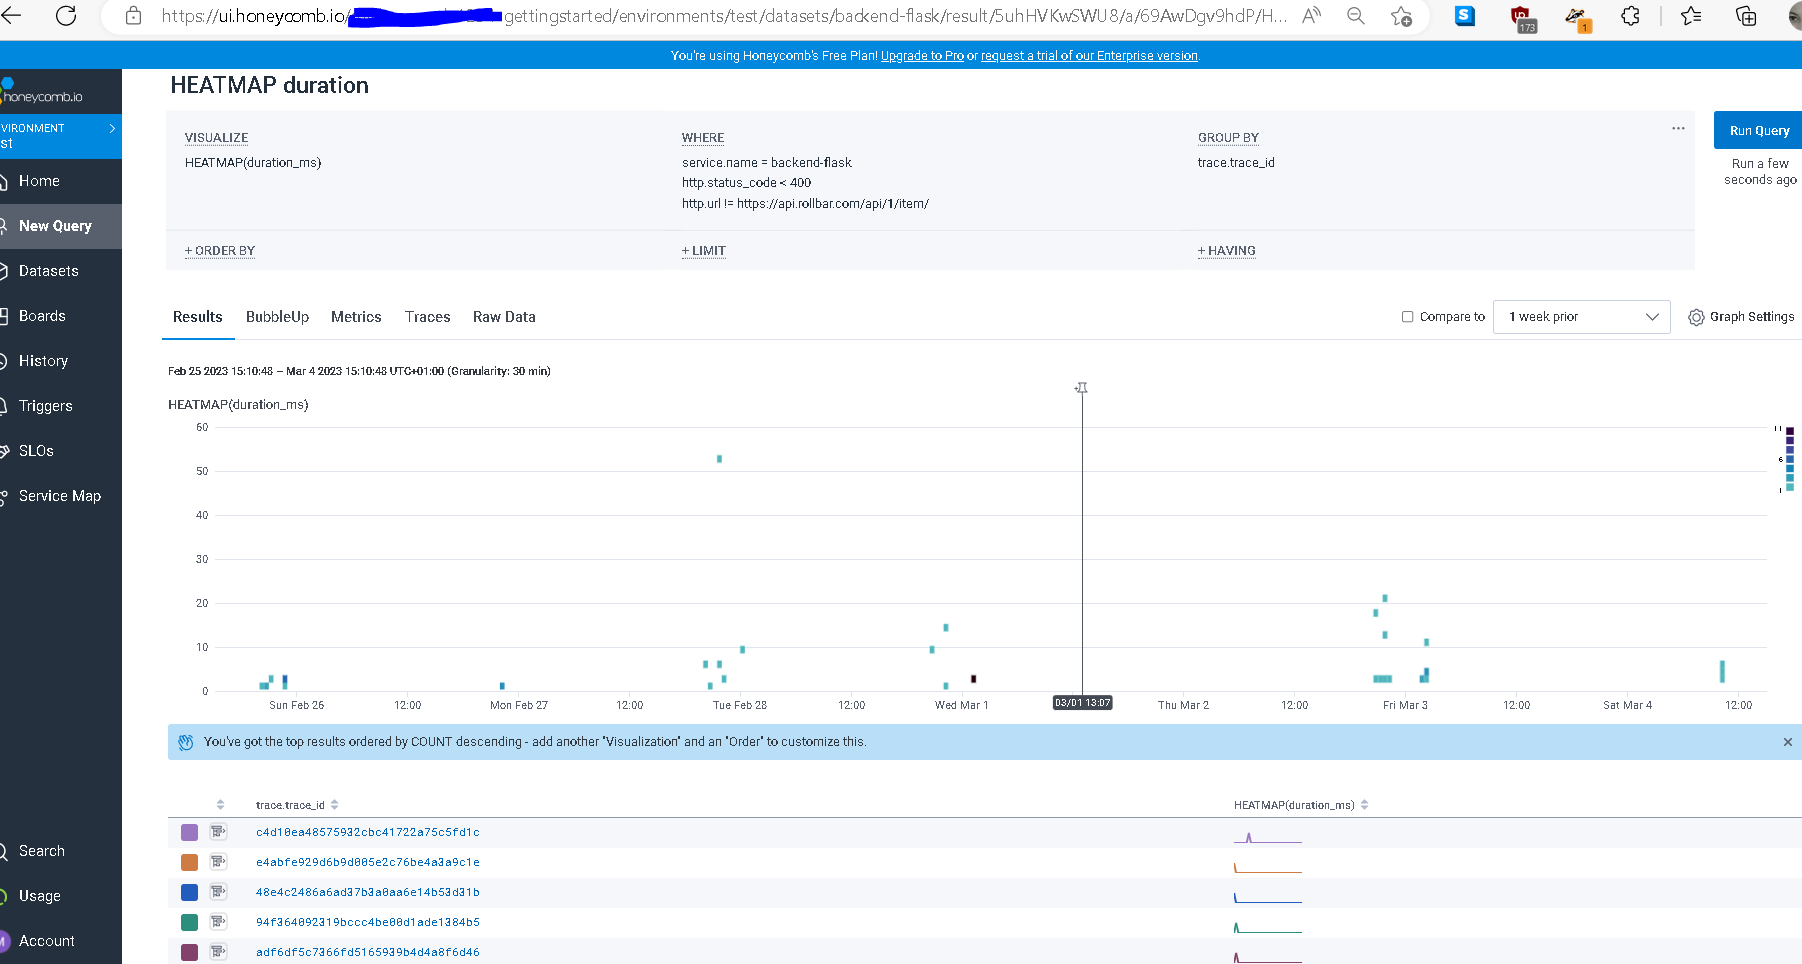 https://ui.honeycomb.io/ gettingstarted/environments/test/datasets/backend-flask/result/5uhHVKwSWU8/a/69AwDgv9hdP/H...
173
1
You're using Honeycomb's Free Plan! Upgrade to Pro or request a trial of our Enterprise version.
honeycomb.io
VIRONMENT
st
Home
New Query
Datasets
Boards
History
Triggers
SLOs
Service Map
Search
Usage
Account
HEATMAP duration
VISUALIZE
HEATMAP(duration_ms)
WHERE
service.name = backend-flask
http.status_code < 400
http.url != https://api.rollbar.com/api/1/item/
GROUP BY
trace.trace_id
+ ORDER BY
+ LIMIT
+ HAVING
...
Run Query
Run a few
seconds ago
Results BubbleUp Metrics Traces Raw Data
Compare to 1 week prior Graph Settings
Feb 25 2023 15:10:48 – Mar 4 2023 15:10:48 UTC+01:00 (Granularity: 30 min)
HEATMAP(duration_ms)
60
50
40
30
20
10
0
11
6
1
Sun Feb 26 12:00 Mon Feb 27 12:00 Tue Feb 28 12:00 Wed Mar 1 03/01 13:07 Thu Mar 2 12:00 Fri Mar 3 12:00 Sat Mar 4 12:00
You've got the top results ordered by COUNT descending - add another "Visualization" and an "Order" to customize this.
trace.trace_id HEATMAP(duration_ms)
c4d10ea48575932cbc41722a75c5fd1c
e4abfe929d6b9d005e2c76be4a3a9c1e
48e4c2486a6ad37b3a0aa6e14b53d31b
94f364092319bccc4be00d1ade1384b5
adf6df5c7366fd5165939b4d4a8f6d46